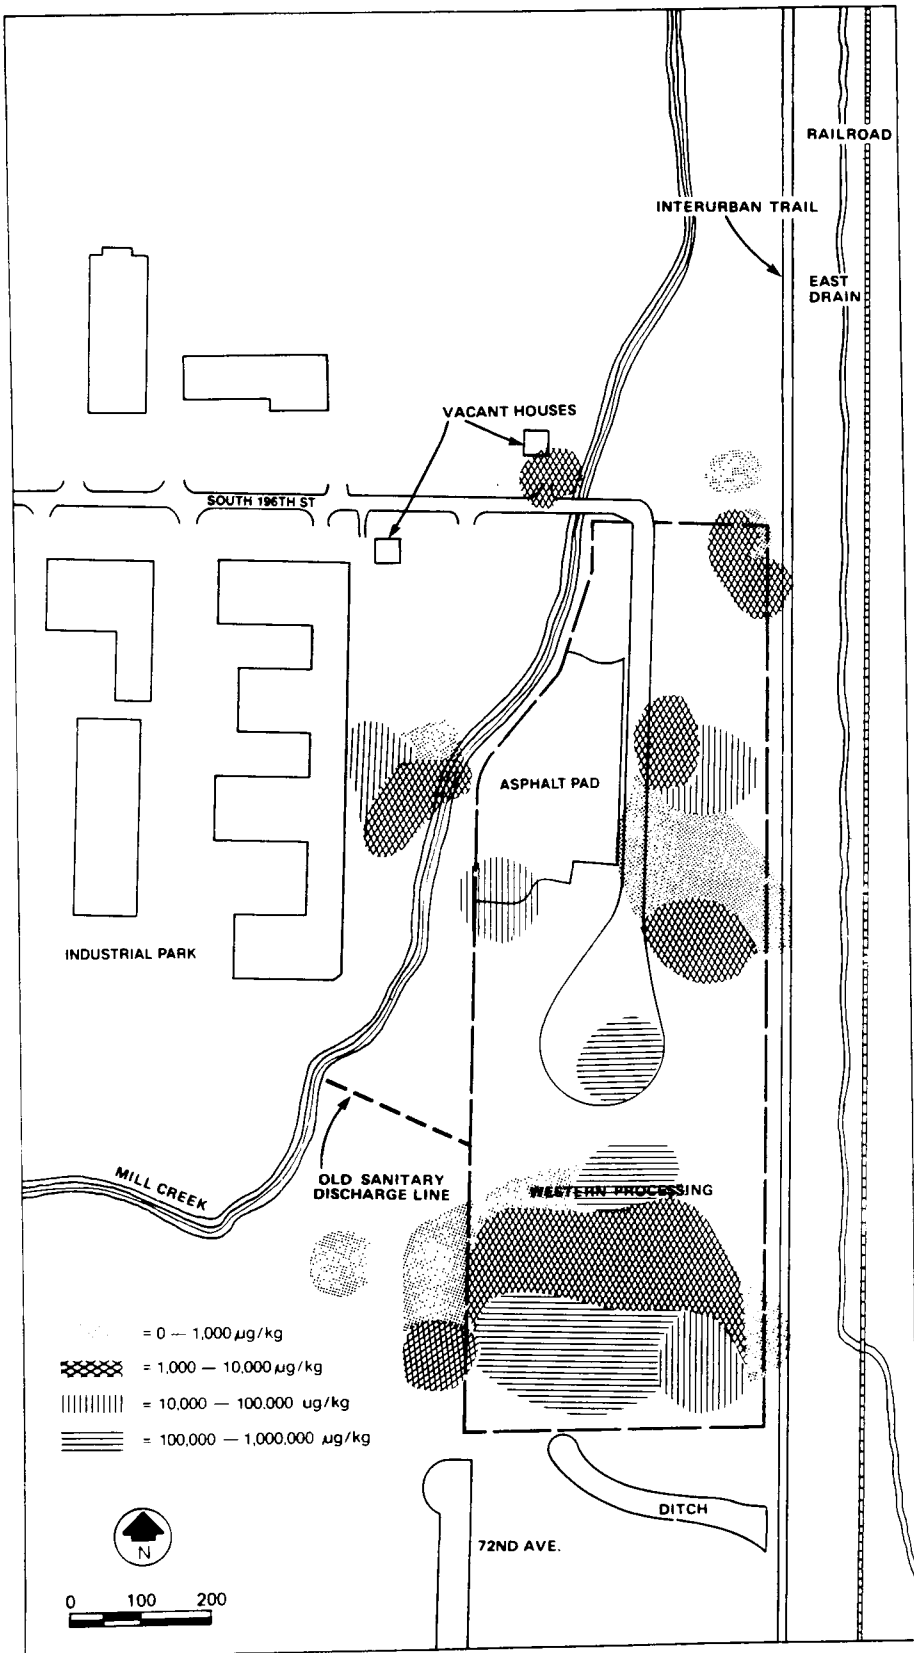 RAILROAD
INTERURBAN TRAIL
EAST
DRAIN
VACANT HOUSES
SOUTH 196TH ST
ASPHALT PAD
INDUSTRIAL PARK
MILL CREEK
OLD SANITARY
DISCHARGE LINE
WESTERN PROCESSING
= 0 — 1,000 µg/kg
= 1,000 — 10,000 µg/kg
= 10,000 — 100.000 ug/kg
= 100,000 — 1,000,000 µg/kg
DITCH
72ND AVE.
N
0 100 200